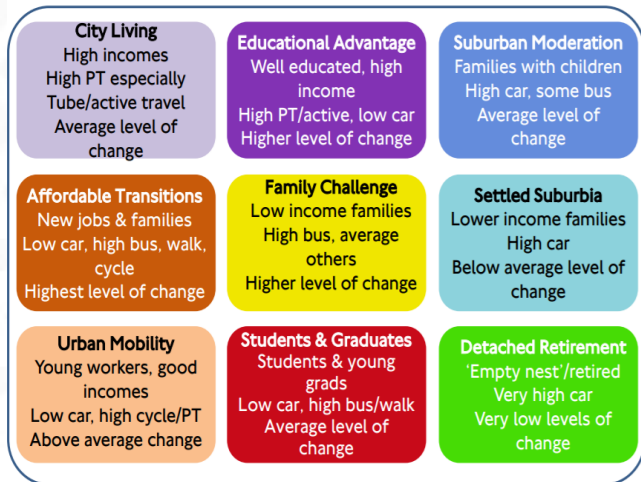 City Living
High incomes
High PT especially
Tube/active travel
Average level of
change
Educational Advantage
Well educated, high
income
High PT/active, low car
Higher level of change
Suburban Moderation
Families with children
High car, some bus
Average level of
change
Affordable Transitions
New jobs & families
Low car, high bus, walk,
cycle
Highest level of change
Family Challenge
Low income families
High bus, average
others
Higher level of change
Settled Suburbia
Lower income families
High car
Below average level of
change
Urban Mobility
Young workers, good
incomes
Low car, high cycle/PT
Above average change
Students & Graduates
Students & young
grads
Low car, high bus/walk
Average level of
change
Detached Retirement
‘Empty nest’/retired
Very high car
Very low levels of
change